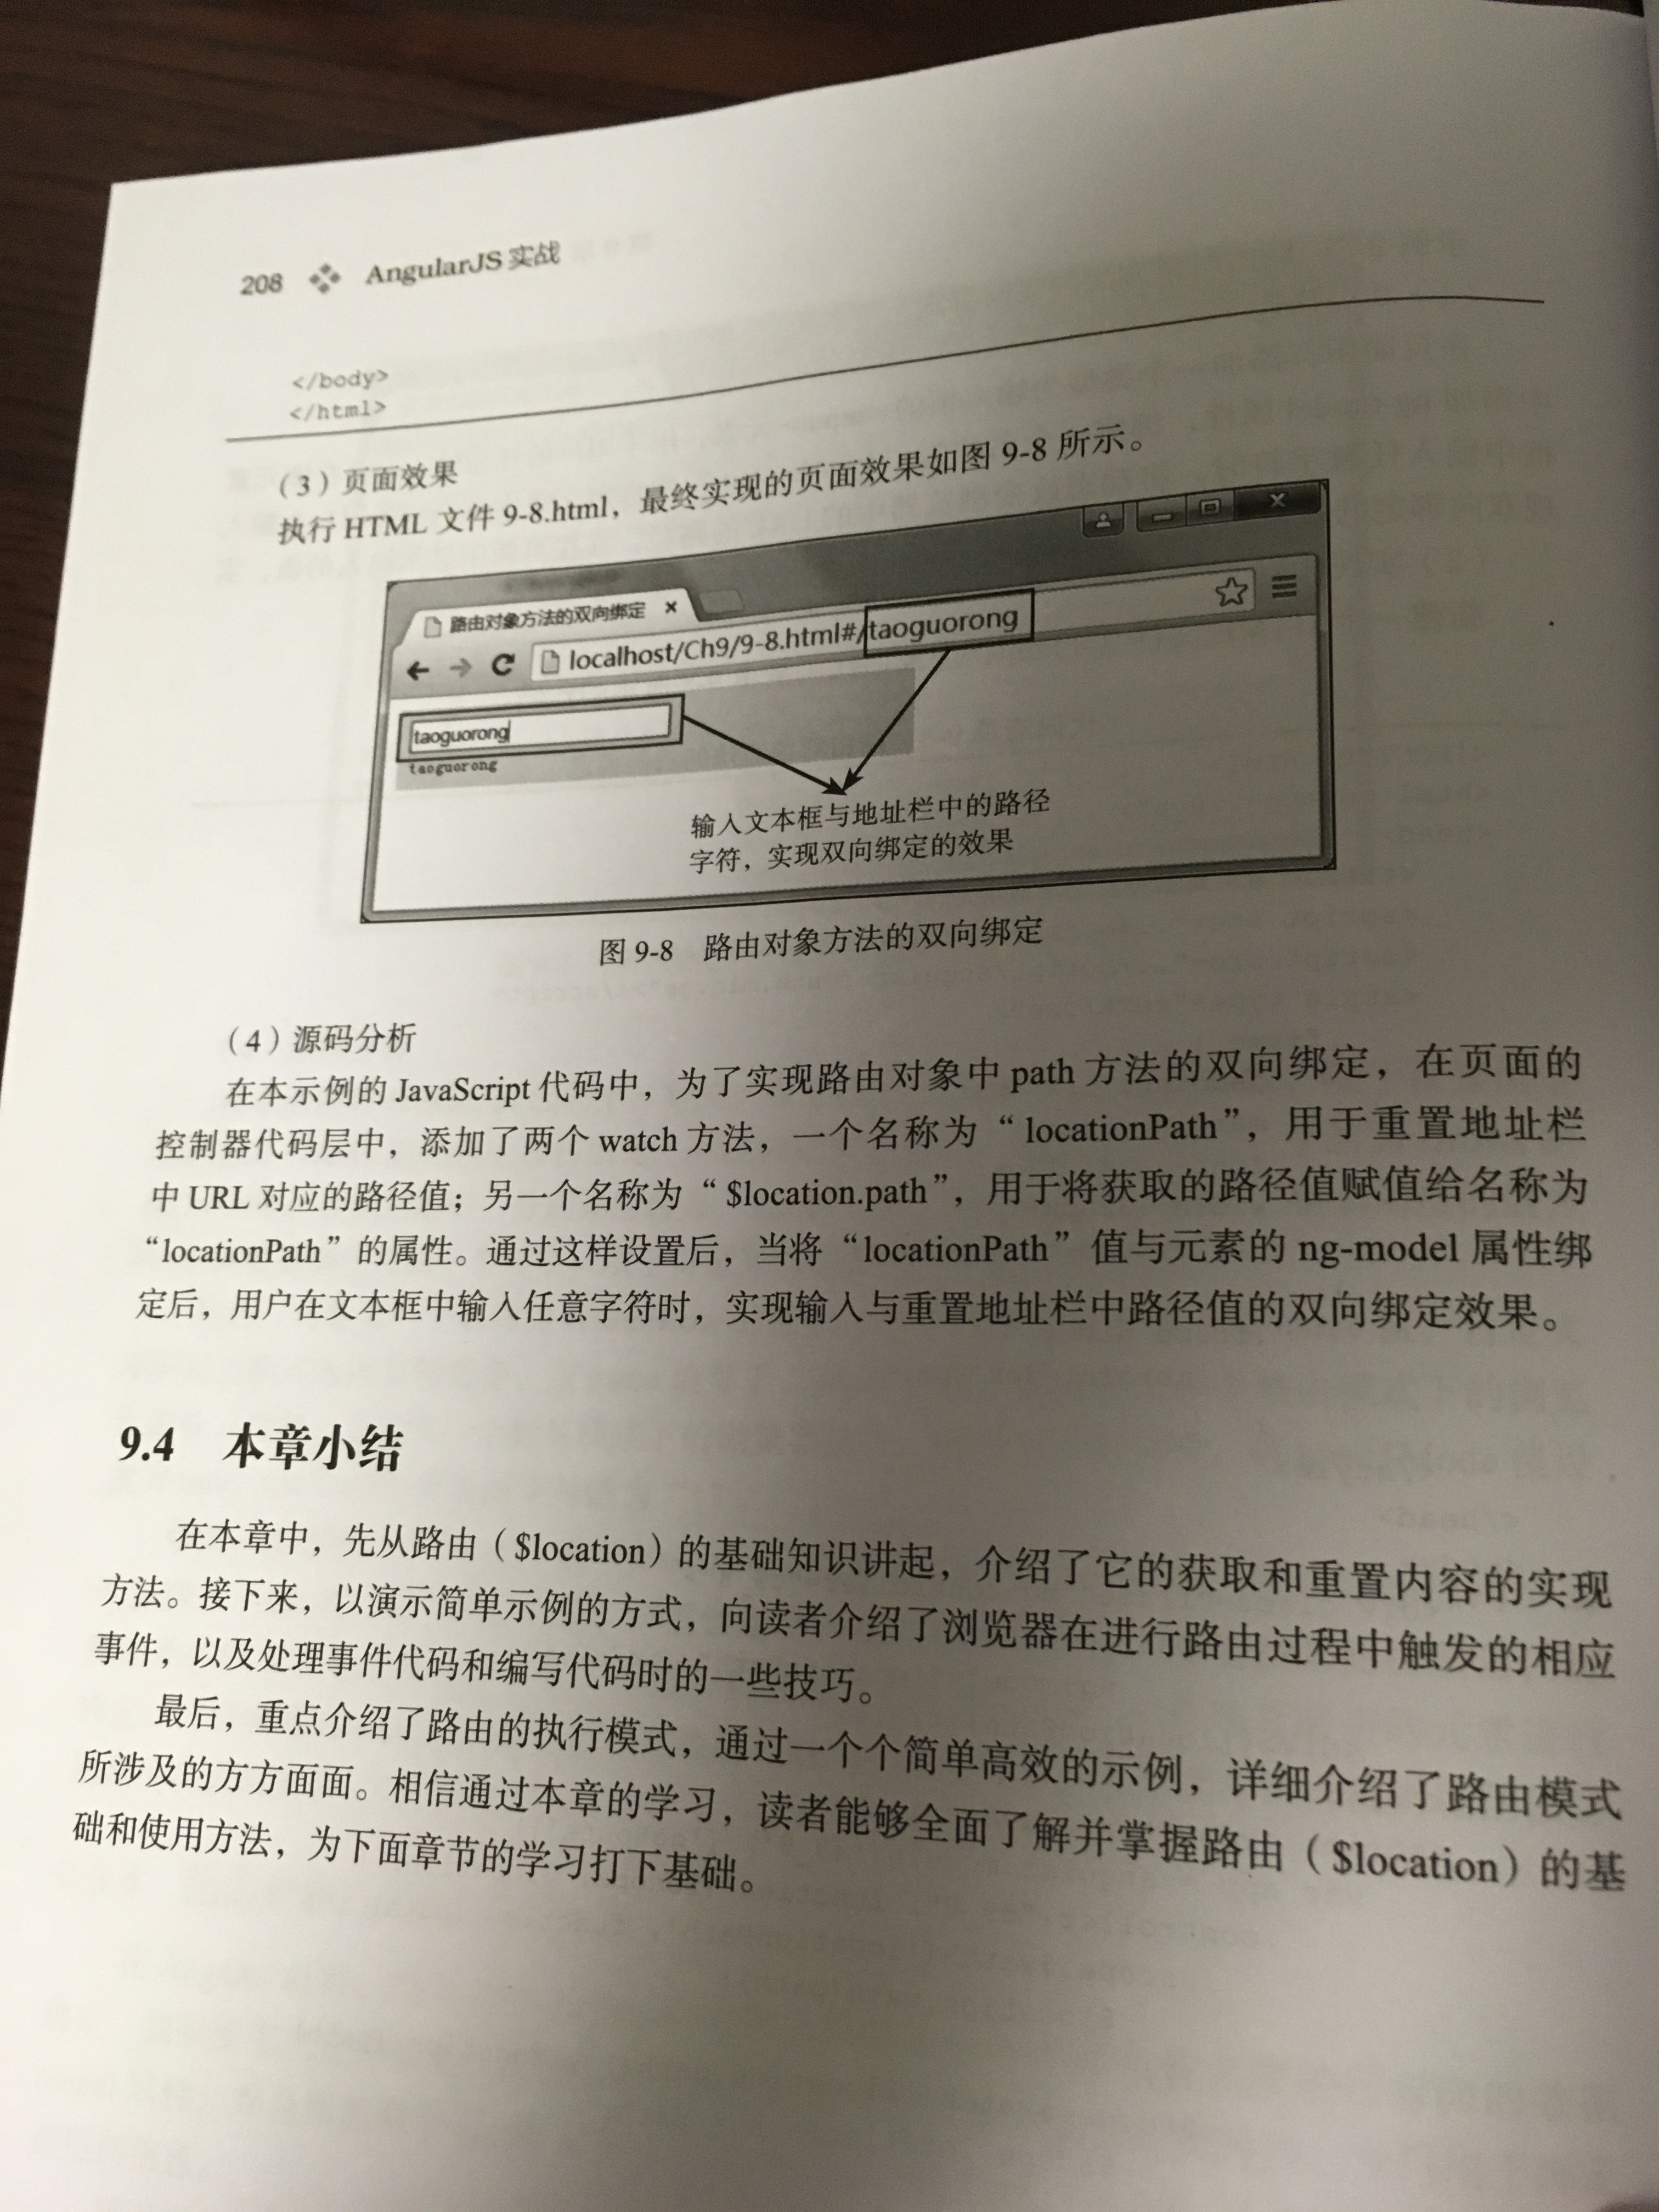 208 AngularJS 实战
</body>
</html>
（3）页面效果
执行 HTML 文件 9-8.html，最终实现的页面效果如图 9-8 所示。
路由对象方法的双向绑定 ×
localhost/Ch9/9-8.html#/taoguorong
taoguorong
taoguorong
输入文本框与地址栏中的路径
字符，实现双向绑定的效果
图 9-8 路由对象方法的双向绑定
（4）源码分析
在本示例的 JavaScript 代码中，为了实现路由对象中 path 方法的双向绑定，在页面的
控制器代码层中，添加了两个 watch 方法，一个名称为“locationPath”，用于重置地址栏
中 URL 对应的路径值；另一个名称为“$location.path”，用于将获取的路径值赋值给名称为
“locationPath”的属性。通过这样设置后，当将“locationPath”值与元素的 ng-model 属性绑
定后，用户在文本框中输入任意字符时，实现输入与重置地址栏中路径值的双向绑定效果。
9.4 本章小结
在本章中，先从路由（$location）的基础知识讲起，介绍了它的获取和重置内容的实现
方法。接下来，以演示简单示例的方式，向读者介绍了浏览器在进行路由过程中触发的相应
事件，以及处理事件代码和编写代码时的一些技巧。
最后，重点介绍了路由的执行模式，通过一个个简单高效的示例，详细介绍了路由模式
所涉及的方方面面。相信通过本章的学习，读者能够全面了解并掌握路由（$location）的基
础和使用方法，为下面章节的学习打下基础。